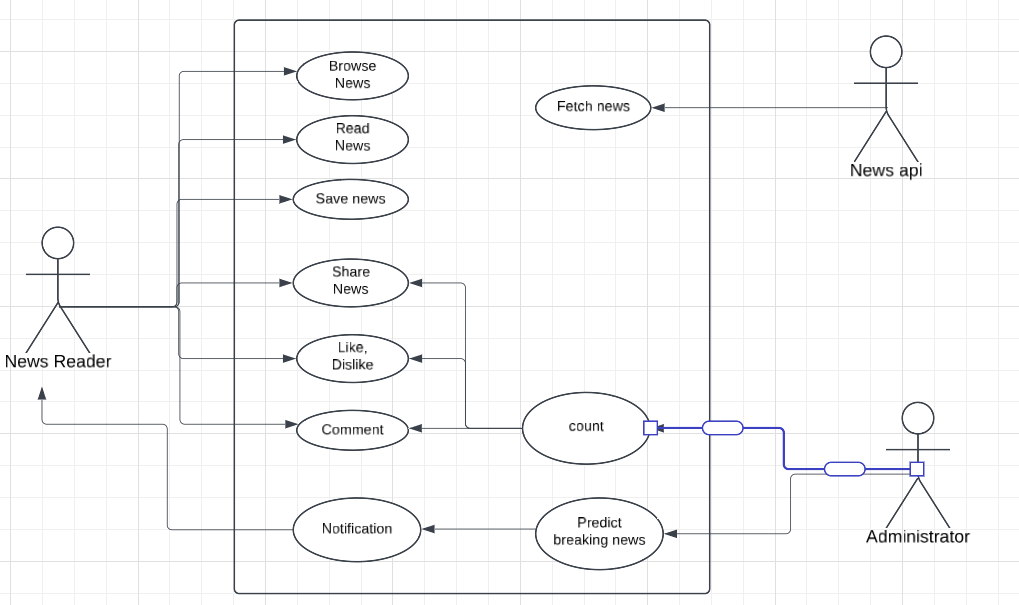 Browse
News
Fetch news
Read
News
News api
Save news
Share
News
News Reader
Like,
Dislike
Comment
count
Notification
Predict
breaking news
Administrator